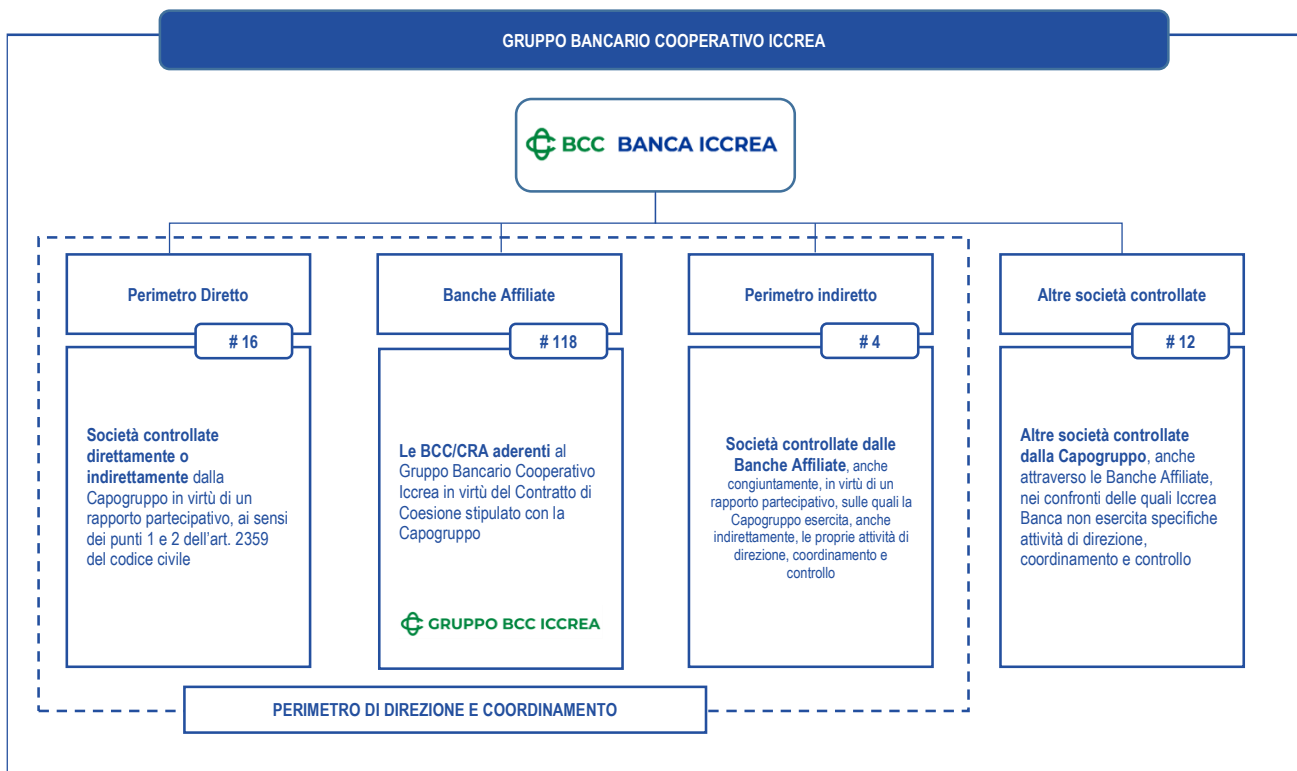 GRUPPO BANCARIO COOPERATIVO ICCREA
BCC BANCA ICCREA
Perimetro Diretto
# 16
Società controllate
direttamente o
indirettamente dalla
Capogruppo in virtù di un
rapporto partecipativo, ai sensi
dei punti 1 e 2 dell'art. 2359
del codice civile
Banche Affiliate
# 118
Le BCC/CRA aderenti al
Gruppo Bancario Cooperativo
Iccrea in virtù del Contratto di
Coesione stipulato con la
Capogruppo
GRUPPO BCC ICCREA
Perimetro indiretto
# 4
Società controllate dalle
Banche Affiliate, anche
congiuntamente, in virtù di un
rapporto partecipativo, sulle quali la
Capogruppo esercita, anche
indirettamente, le proprie attività di
direzione, coordinamento e
controllo
Altre società controllate
# 12
Altre società controllate
dalla Capogruppo, anche
attraverso le Banche Affiliate,
nei confronti delle quali Iccrea
Banca non esercita specifiche
attività di direzione,
coordinamento e controllo
PERIMETRO DI DIREZIONE E COORDINAMENTO